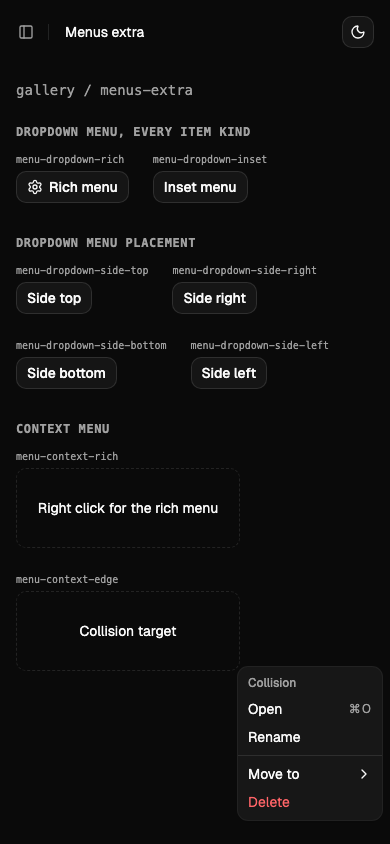 Menus extra
gallery / menus-extra
DROPDOWN MENU, EVERY ITEM KIND
menu-dropdown-rich menu-dropdown-inset
Rich menu Inset menu
DROPDOWN MENU PLACEMENT
menu-dropdown-side-top menu-dropdown-side-right
Side top Side right
menu-dropdown-side-bottom menu-dropdown-side-left
Side bottom Side left
CONTEXT MENU
menu-context-rich
Right click for the rich menu
menu-context-edge
Collision target
Collision
Open ⌘O
Rename
Move to
Delete